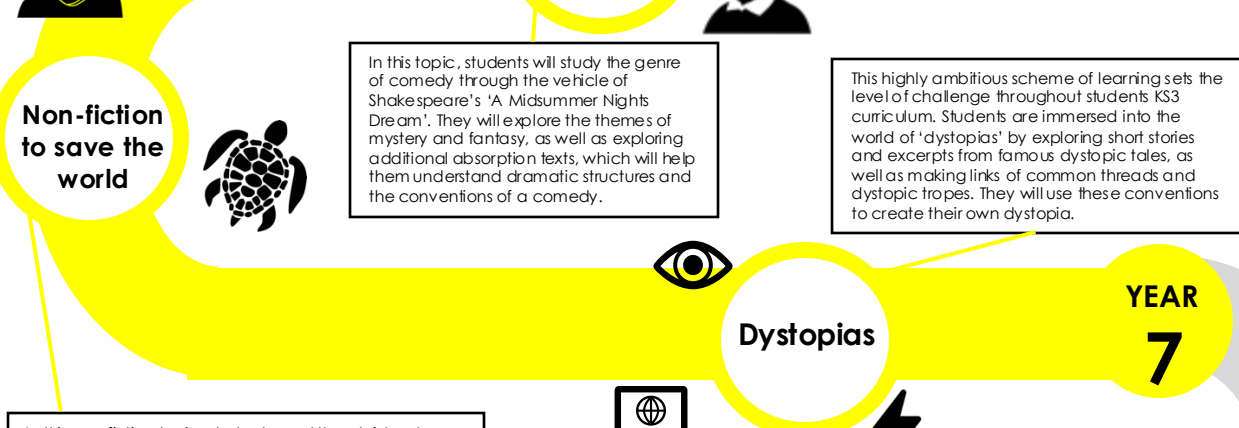 In this topic, students will study the genre
of comedy through the vehicle of
Shakespeare's 'A Midsummer Nights
Dream'. They will explore the themes of
mystery and fantasy, as well as exploring
additional absorption texts, which will help
them understand dramatic structures and
the conventions of a comedy.
This highly ambitious scheme of learning sets the
level of challenge throughout students KS3
curriculum. Students are immersed into the
world of 'dystopias' by exploring short stories
and excerpts from famous dystopic tales, as
well as making links of common threads and
dystopic tropes. They will use these conventions
to create their own dystopia.
Non-fiction
to save the
world
YEAR
7
Dystopias